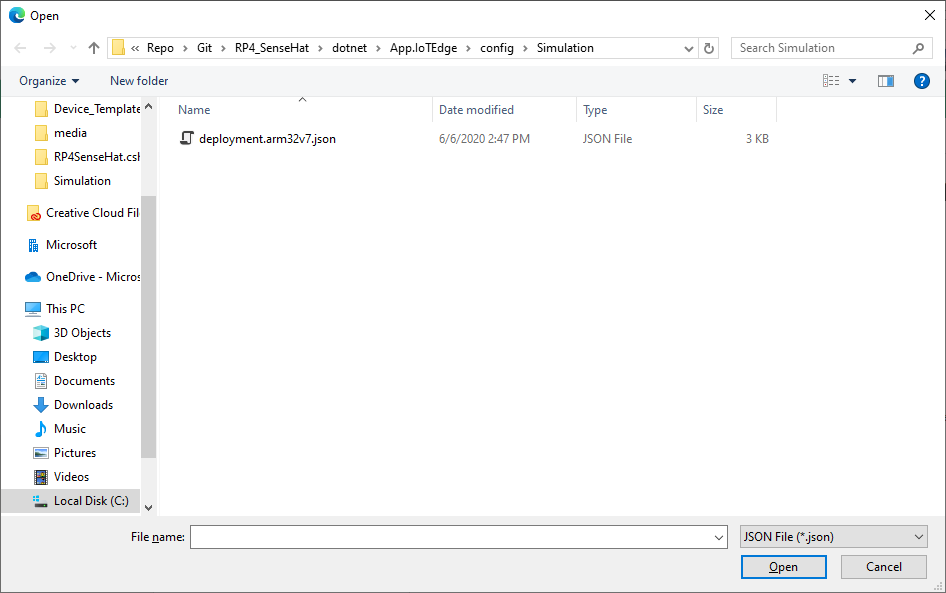 Open
« Repo › Git › RP4_SenseHat › dotnet › App.IoTEdge › config › Simulation
Search Simulation
Organize
New folder
?
Device_Template
media
RP4SenseHat.csh
Simulation
Creative Cloud Fil
Microsoft
OneDrive - Micros
This PC
3D Objects
Desktop
Documents
Downloads
Music
Pictures
Videos
Local Disk (C:)
Name Date modified Type Size
deployment.arm32v7.json 6/6/2020 2:47 PM JSON File 3 KB
File name:
JSON File (*.json)
Open
Cancel